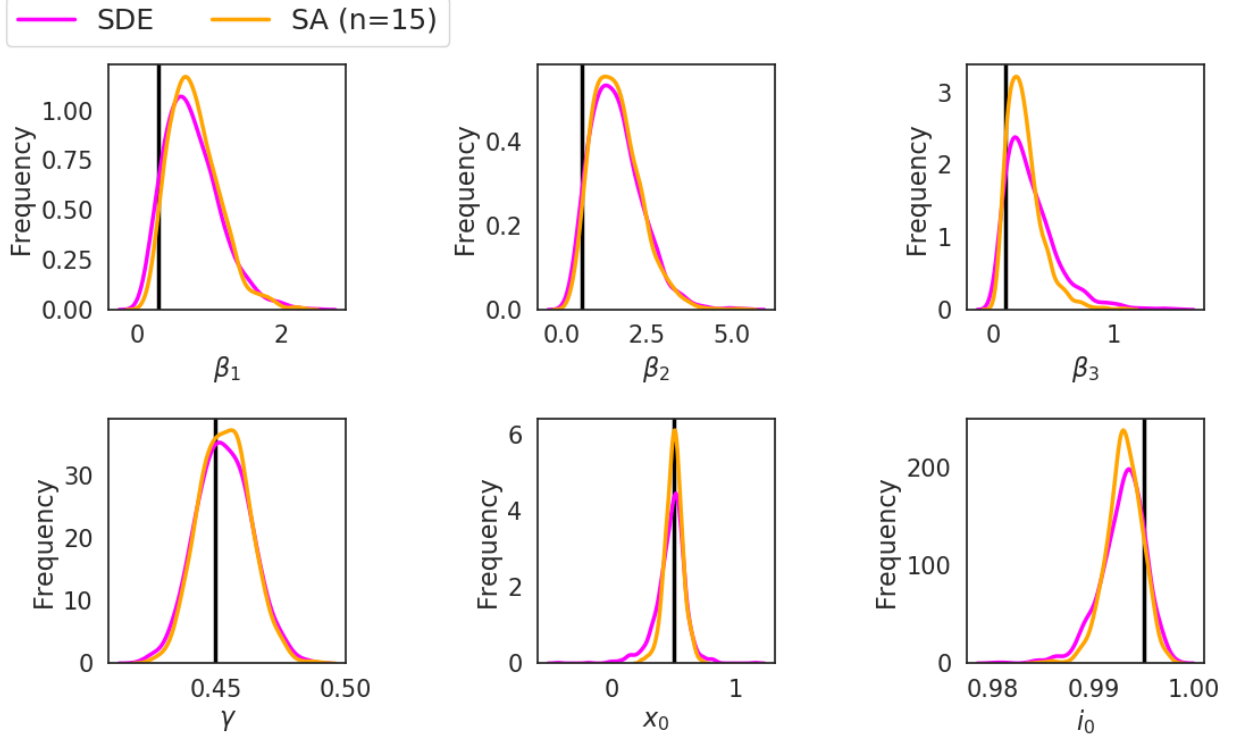 SDE SA (n=15)
Frequency
1.00
0.75
0.50
0.25
0.00
0 2
β₁
Frequency
0.4
0.2
0.0
0.0 2.5 5.0
β₂
Frequency
3
2
1
0
0 1
β₃
Frequency
30
20
10
0
0.45 0.50
γ
Frequency
6
4
2
0
0 1
x₀
Frequency
200
100
0
0.98 0.99 1.00
i₀